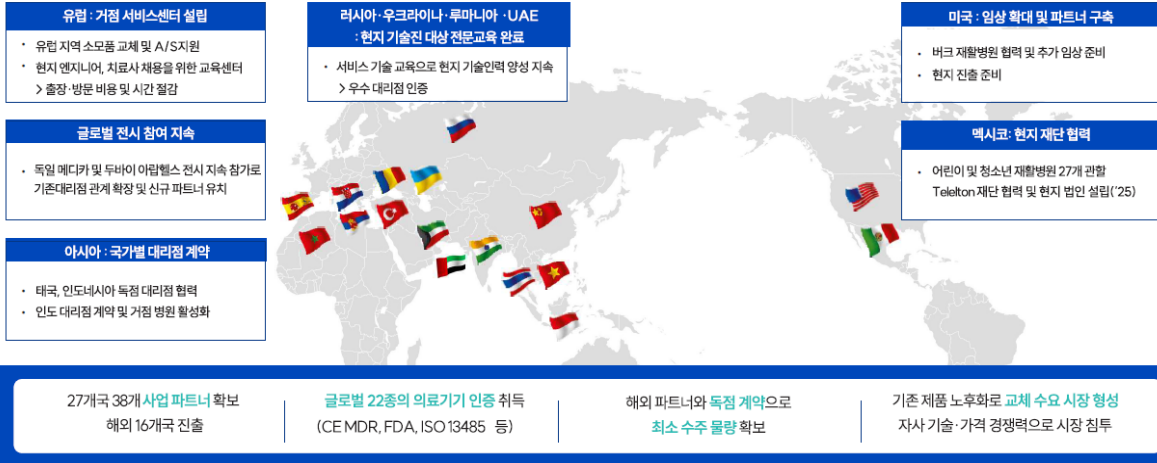 유럽 : 거점 서비스센터 설립
• 유럽 지역 소모품 교체 및 A/S지원
• 현지 엔지니어, 치료사 채용을 위한 교육센터
> 출장·방문 비용 및 시간 절감
글로벌 전시 참여 지속
• 독일 메디카 및 두바이 아랍헬스 전시 지속 참가로
기존대리점 관계 확장 및 신규 파트너 유치
아시아 : 국가별 대리점 계약
• 태국, 인도네시아 독점 대리점 협력
• 인도 대리점 계약 및 거점 병원 활성화
러시아·우크라이나·루마니아·UAE
: 현지 기술진 대상 전문교육 완료
• 서비스 기술 교육으로 현지 기술인력 양성 지속
> 우수 대리점 인증
미국 : 임상 확대 및 파트너 구축
• 버크 재활병원 협력 및 추가 임상 준비
• 현지 진출 준비
멕시코: 현지 재단 협력
• 어린이 및 청소년 재활병원 27개 관할
Telelton 재단 협력 및 현지 법인 설립('25)
27개국 38개 사업 파트너 확보
해외 16개국 진출
글로벌 22종의 의료기기 인증 취득
(CE MDR, FDA, ISO 13485 등)
해외 파트너와 독점 계약으로
최소 수주 물량 확보
기존 제품 노후화로 교체 수요 시장 형성
자사 기술·가격 경쟁력으로 시장 침투